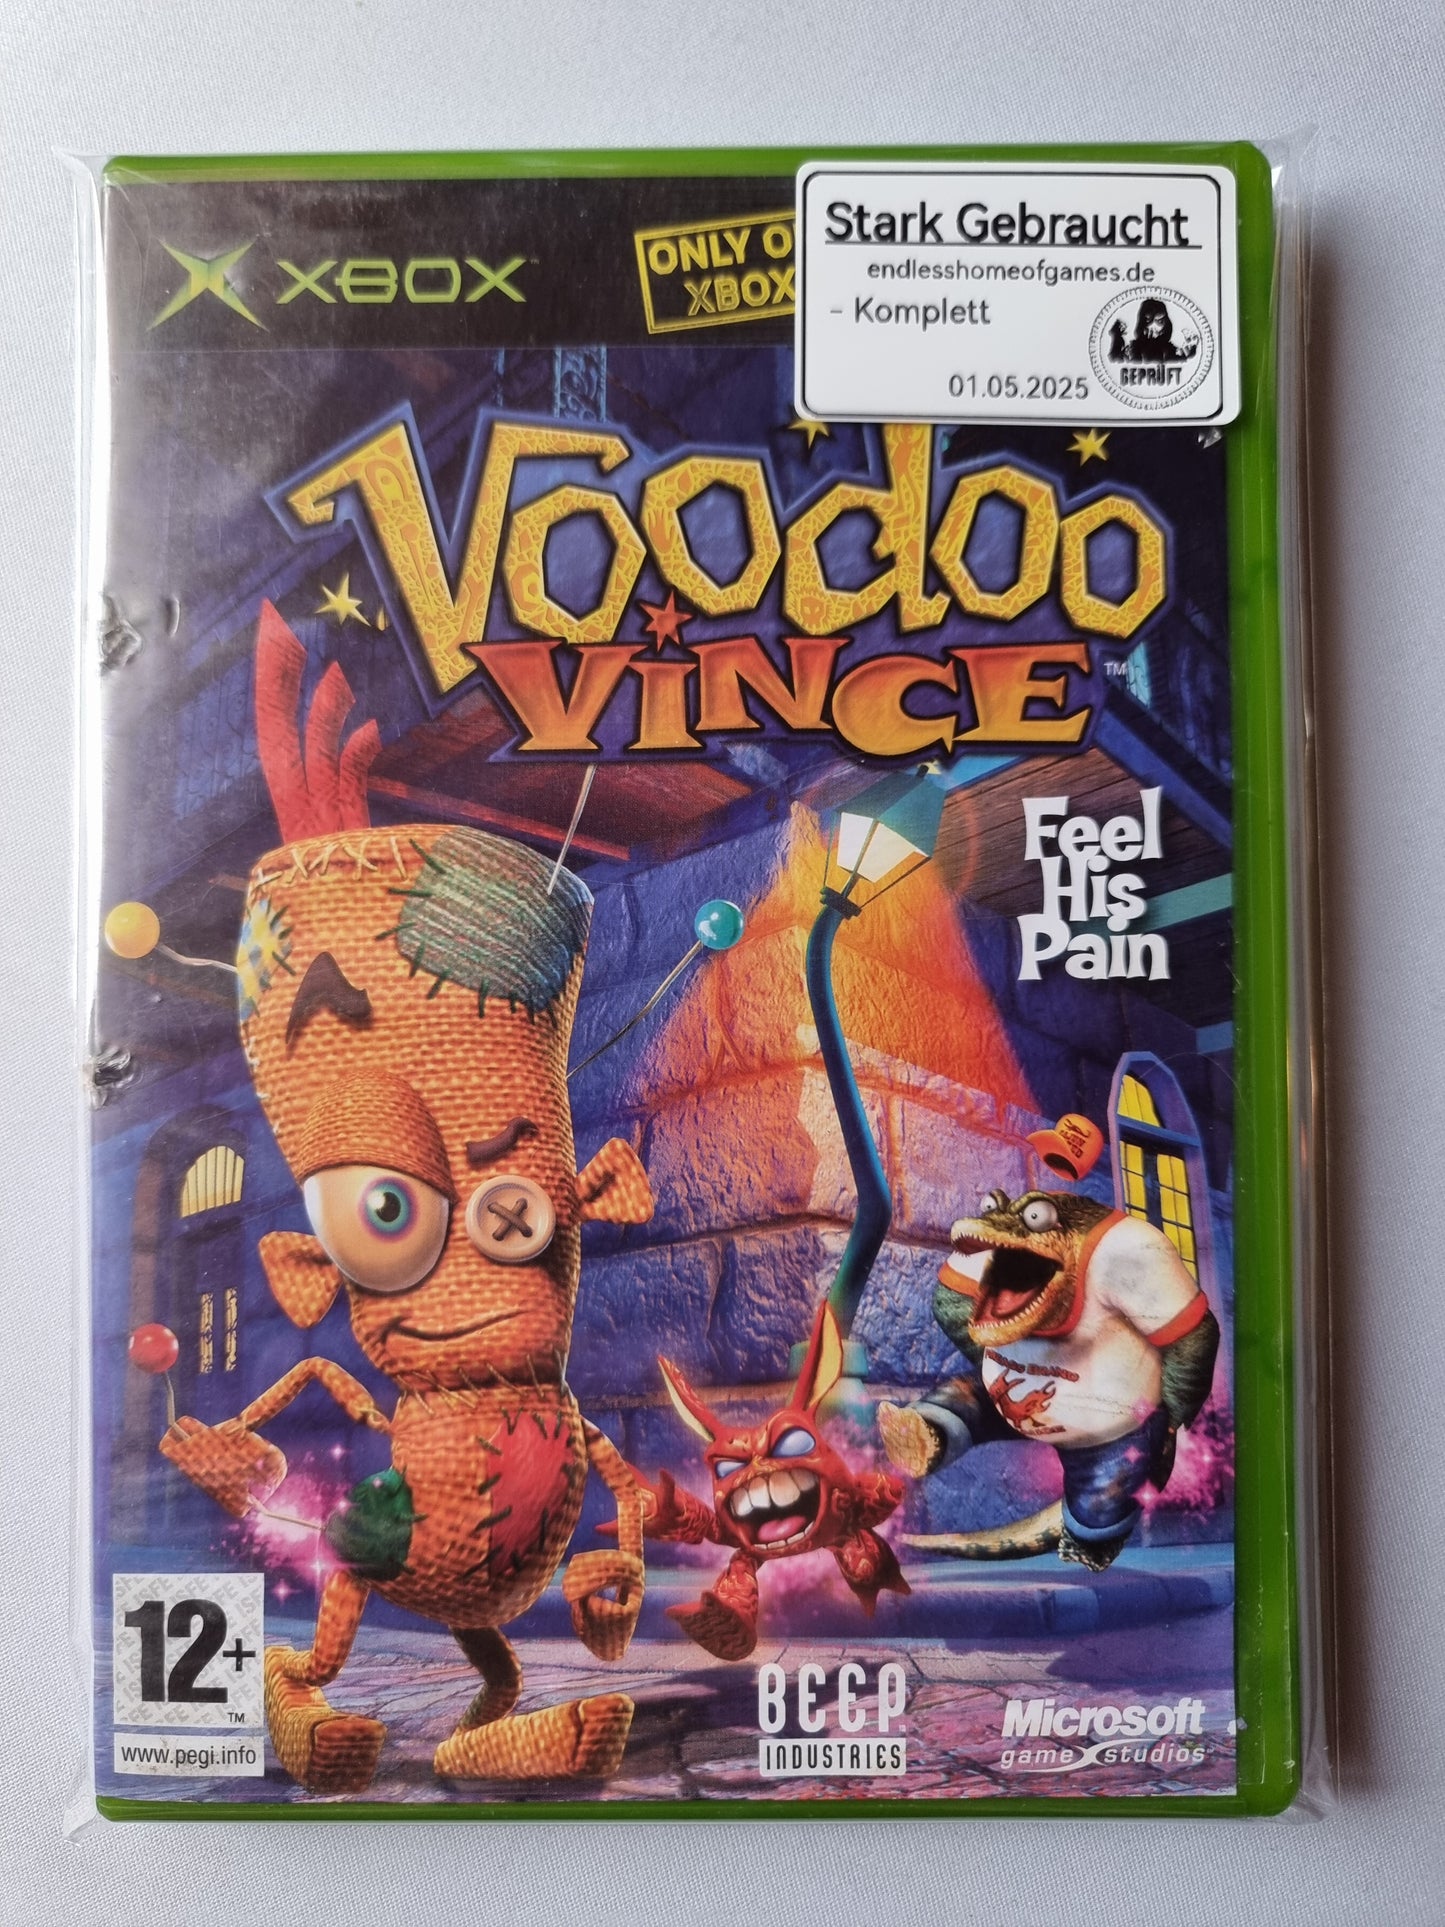 XBOX
ONLY O
XBOX
Stark Gebraucht
endlesshomeofgames.de
- Komplett
GEPRÜFT
01.05.2025
Voodoo
VINCE™
Feel
His
Pain
12+
™
www.pegi.info
BEEP
INDUSTRIES
Microsoft
game studios